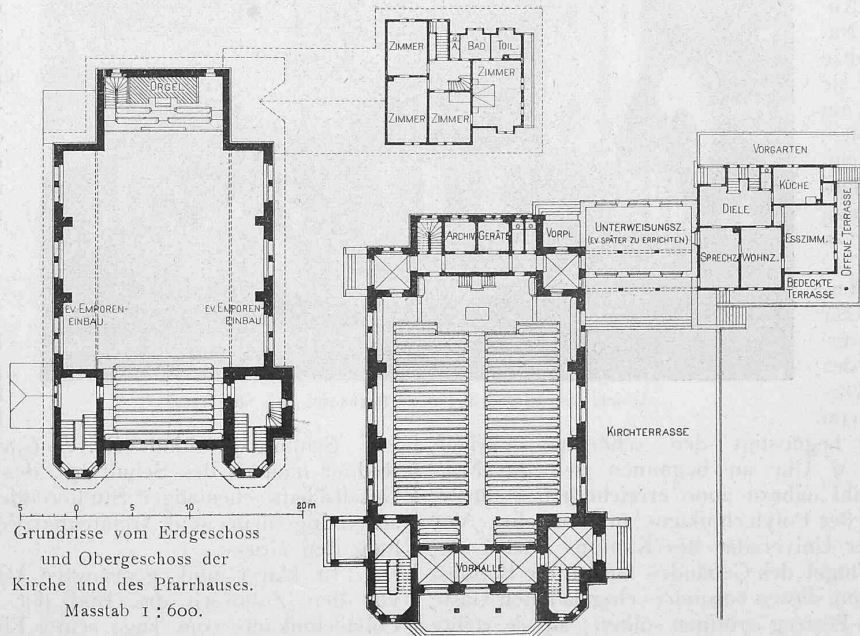 ORGEL
EV. EMPOREN-
EINBAU
EV. EMPOREN-
EINBAU
5 0 5 10 20 m
Grundrisse vom Erdgeschoss
und Obergeschoss der
Kirche und des Pfarrhauses.
Masstab 1 : 600.
ZIMMER
A.
BAD
TOIL.
ZIMMER
ZIMMER
ZIMMER
ARCHIV
GERÄTE
VORPL.
UNTERWEISUNGSZ.
(EV. SPÄTER ZU ERRICHTEN)
VORGARTEN
DIELE
KÜCHE
SPRECHZ.
WOHNZ.
ESSZIMM.
OFFENE TERRASSE
BEDECKTE
TERRASSE
KIRCHTERRASSE
VORHALLE